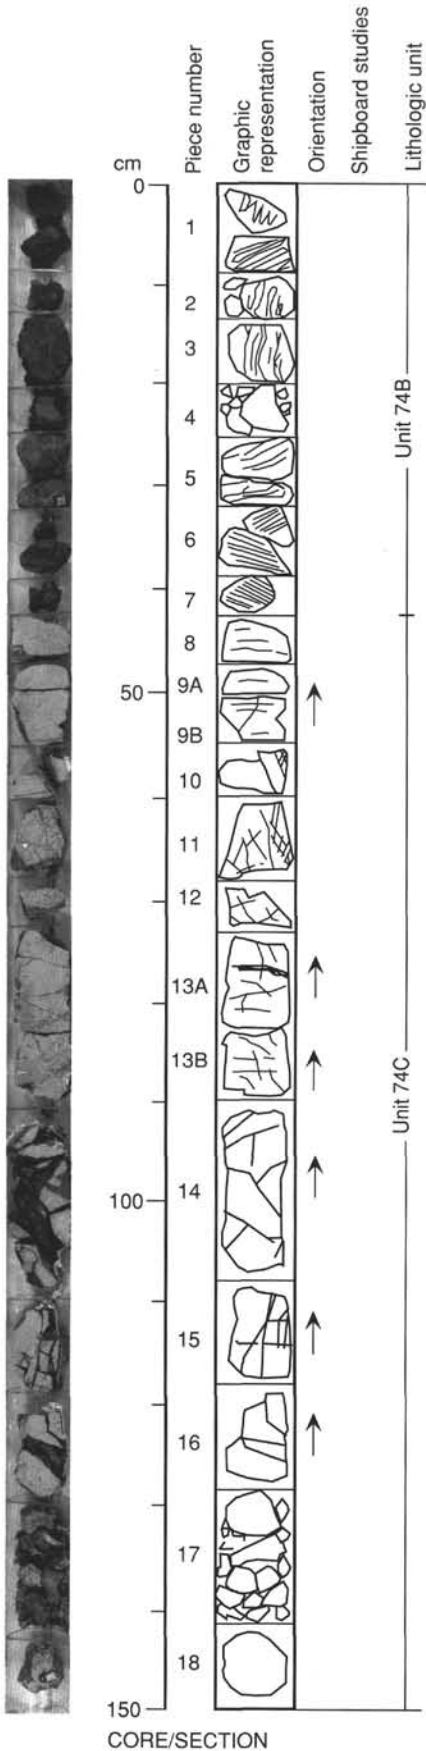 cm
Piece number
Graphic
representation
Orientation
Shipboard studies
Lithologic unit
0
1
2
3
4
5
6
7
8
50
9A
9B
10
11
12
13A
13B
14
100
15
16
17
18
150
Unit 74B
Unit 74C
CORE/SECTION